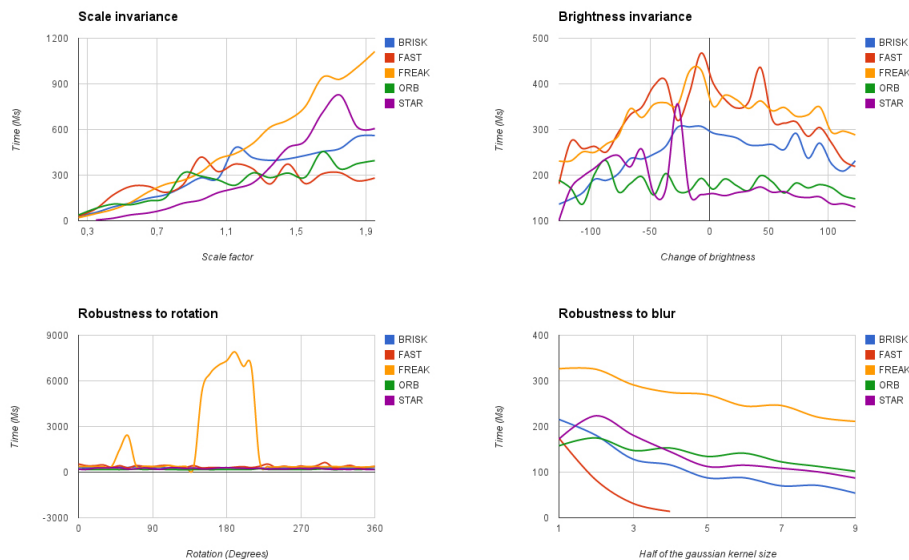 Scale invariance
1200
900
600
300
0
Time (Ms)
0,3 0,7 1,1 1,5 1,9
Scale factor
BRISK
FAST
FREAK
ORB
STAR
Brightness invariance
500
400
300
200
100
Time (Ms)
-100 -50 0 50 100
Change of brightness
BRISK
FAST
FREAK
ORB
STAR
Robustness to rotation
9000
6000
3000
0
-3000
Time (Ms)
0 90 180 270 360
Rotation (Degrees)
BRISK
FAST
FREAK
ORB
STAR
Robustness to blur
400
300
200
100
0
Time (Ms)
1 3 5 7 9
Half of the gaussian kernel size
BRISK
FAST
FREAK
ORB
STAR